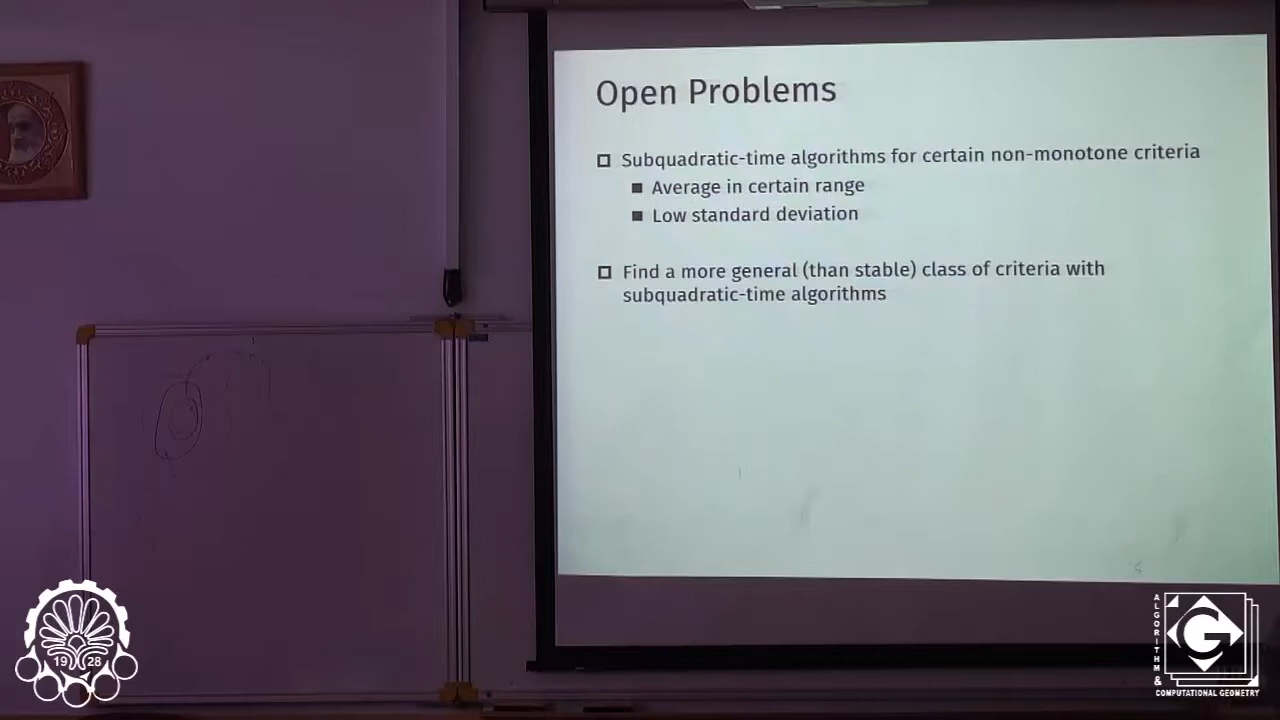 Open Problems
Subquadratic-time algorithms for certain non-monotone criteria
Average in certain range
Low standard deviation
Find a more general (than stable) class of criteria with
subquadratic-time algorithms
19 28
ALGORITHM
&
G
COMPUTATIONAL GEOMETRY